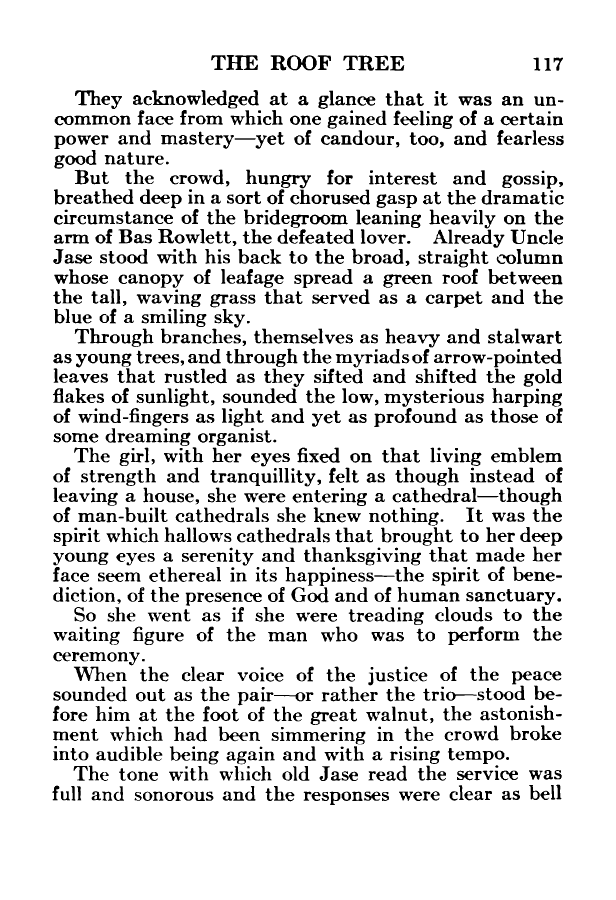 THE ROOF TREE 117
They acknowledged at a glance that it was an un-
common face from which one gained feeling of a certain
power and mastery—yet of candour, too, and fearless
good nature.
But the crowd, hungry for interest and gossip,
breathed deep in a sort of chorused gasp at the dramatic
circumstance of the bridegroom leaning heavily on the
arm of Bas Rowlett, the defeated lover. Already Uncle
Jase stood with his back to the broad, straight column
whose canopy of leafage spread a green roof between
the tall, waving grass that served as a carpet and the
blue of a smiling sky.
Through branches, themselves as heavy and stalwart
as young trees, and through the myriads of arrow-pointed
leaves that rustled as they sifted and shifted the gold
flakes of sunlight, sounded the low, mysterious harping
of wind-fingers as light and yet as profound as those of
some dreaming organist.
The girl, with her eyes fixed on that living emblem
of strength and tranquillity, felt as though instead of
leaving a house, she were entering a cathedral—though
of man-built cathedrals she knew nothing. It was the
spirit which hallows cathedrals that brought to her deep
young eyes a serenity and thanksgiving that made her
face seem ethereal in its happiness—the spirit of bene-
diction, of the presence of God and of human sanctuary.
So she went as if she were treading clouds to the
waiting figure of the man who was to perform the
ceremony.
When the clear voice of the justice of the peace
sounded out as the pair—or rather the trio—stood be-
fore him at the foot of the great walnut, the astonish-
ment which had been simmering in the crowd broke
into audible being again and with a rising tempo.
The tone with which old Jase read the service was
full and sonorous and the responses were clear as bell